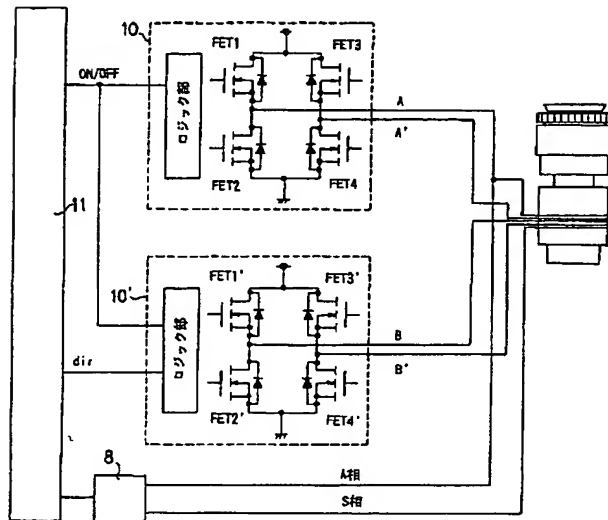 10
FET1
FET3
ON/OFF
ロジック部
A
A'
FET2
FET4
11
10'
FET1'
FET3'
ロジック部
B
dir
B'
FET2'
FET4'
8
A相
S相